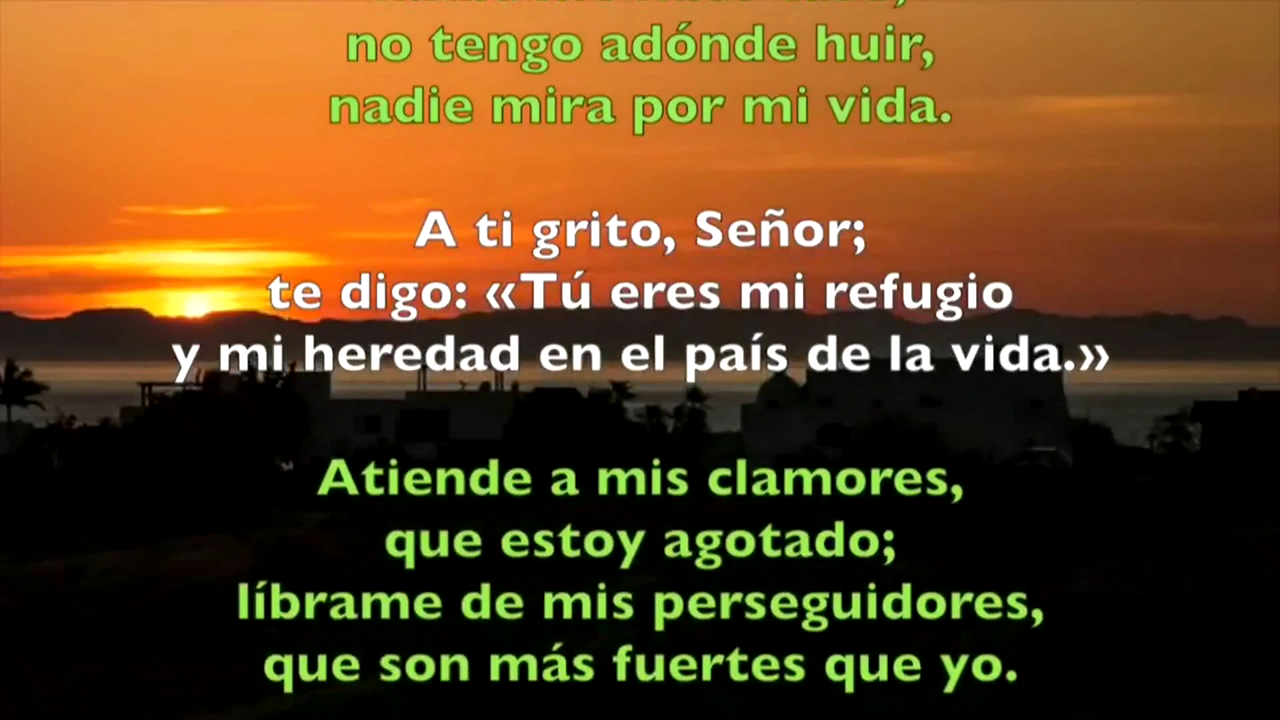 no tengo adónde huir,
nadie mira por mi vida.
A ti grito, Señor;
te digo: «Tú eres mi refugio
y mi heredad en el país de la vida.»
Atiende a mis clamores,
que estoy agotado;
líbrame de mis perseguidores,
que son más fuertes que yo.